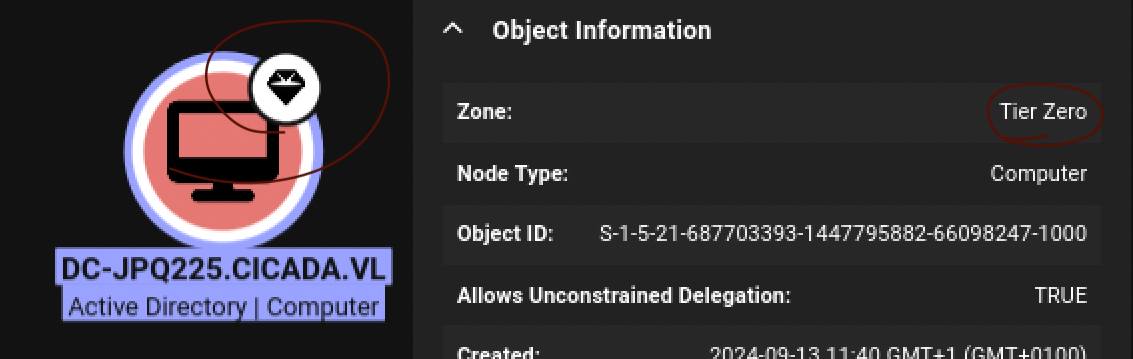 DC-JPQ225.CICADA.VL
Active Directory | Computer
Object Information
Zone: Tier Zero
Node Type: Computer
Object ID: S-1-5-21-687703393-1447795882-66098247-1000
Allows Unconstrained Delegation: TRUE
Created: 2024-09-13 11:40 GMT+1 (GMT+0100)